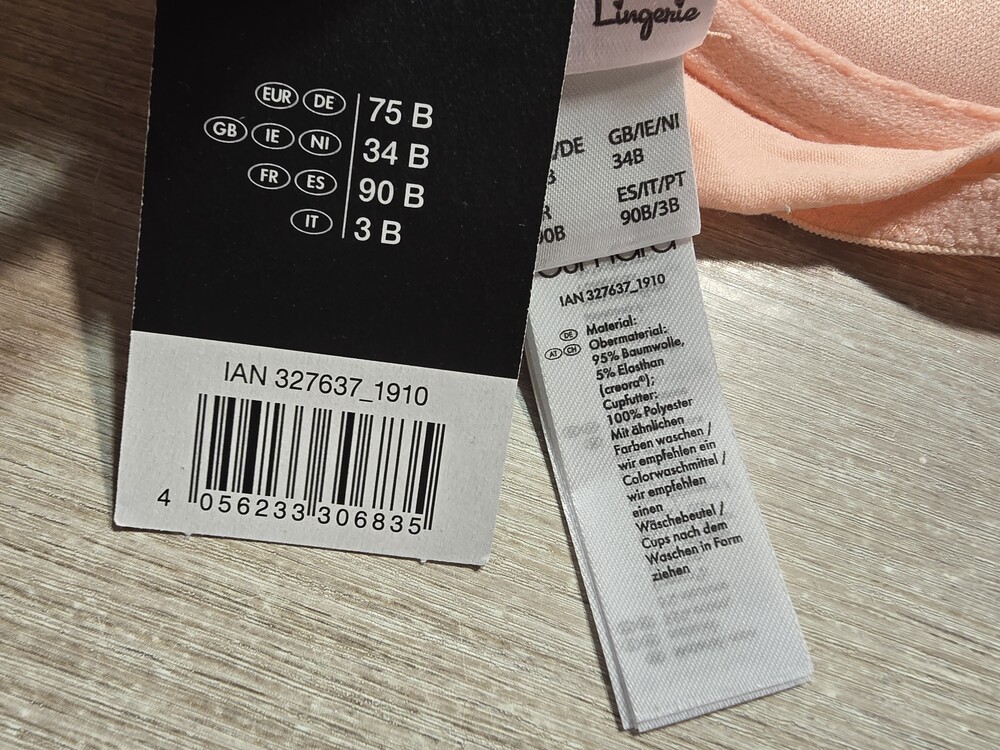 EUR DE 75 B
GB IE NI 34 B
FR ES 90 B
IT 3 B
IAN 327637_1910
4 056233 306835
Lingerie
/DE GB/IE/NI
34B
ES/IT/PT
90B/3B
IAN 327637_1910
DE Material:
AT CH Obermaterial:
95% Baumwolle,
5% Elasthan
(creora®);
Cupfutter:
100% Polyester
Mit ähnlichen
Farben waschen /
wir empfehlen ein
Colorwaschmittel /
wir empfehlen
einen
Wäschebeutel /
Cups nach dem
Waschen in Form
ziehen